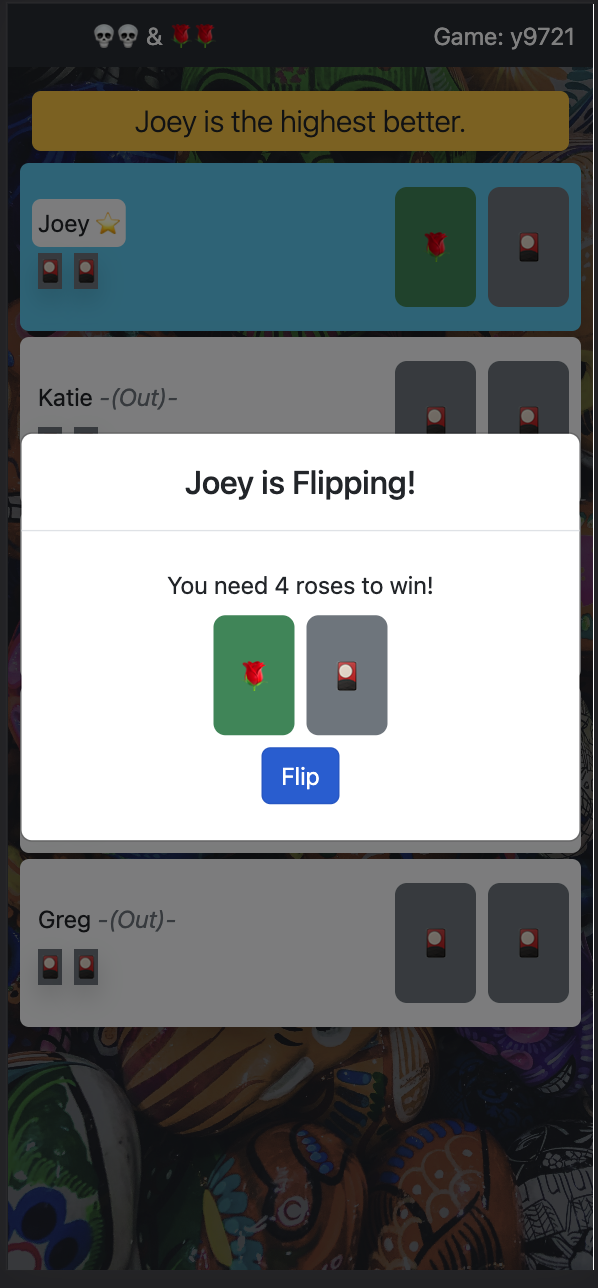 💀💀 & 🌹🌹
Game: y9721
Joey is the highest better.
Joey ⭐
Katie -(Out)-
Joey is Flipping!
You need 4 roses to win!
Flip
Greg -(Out)-